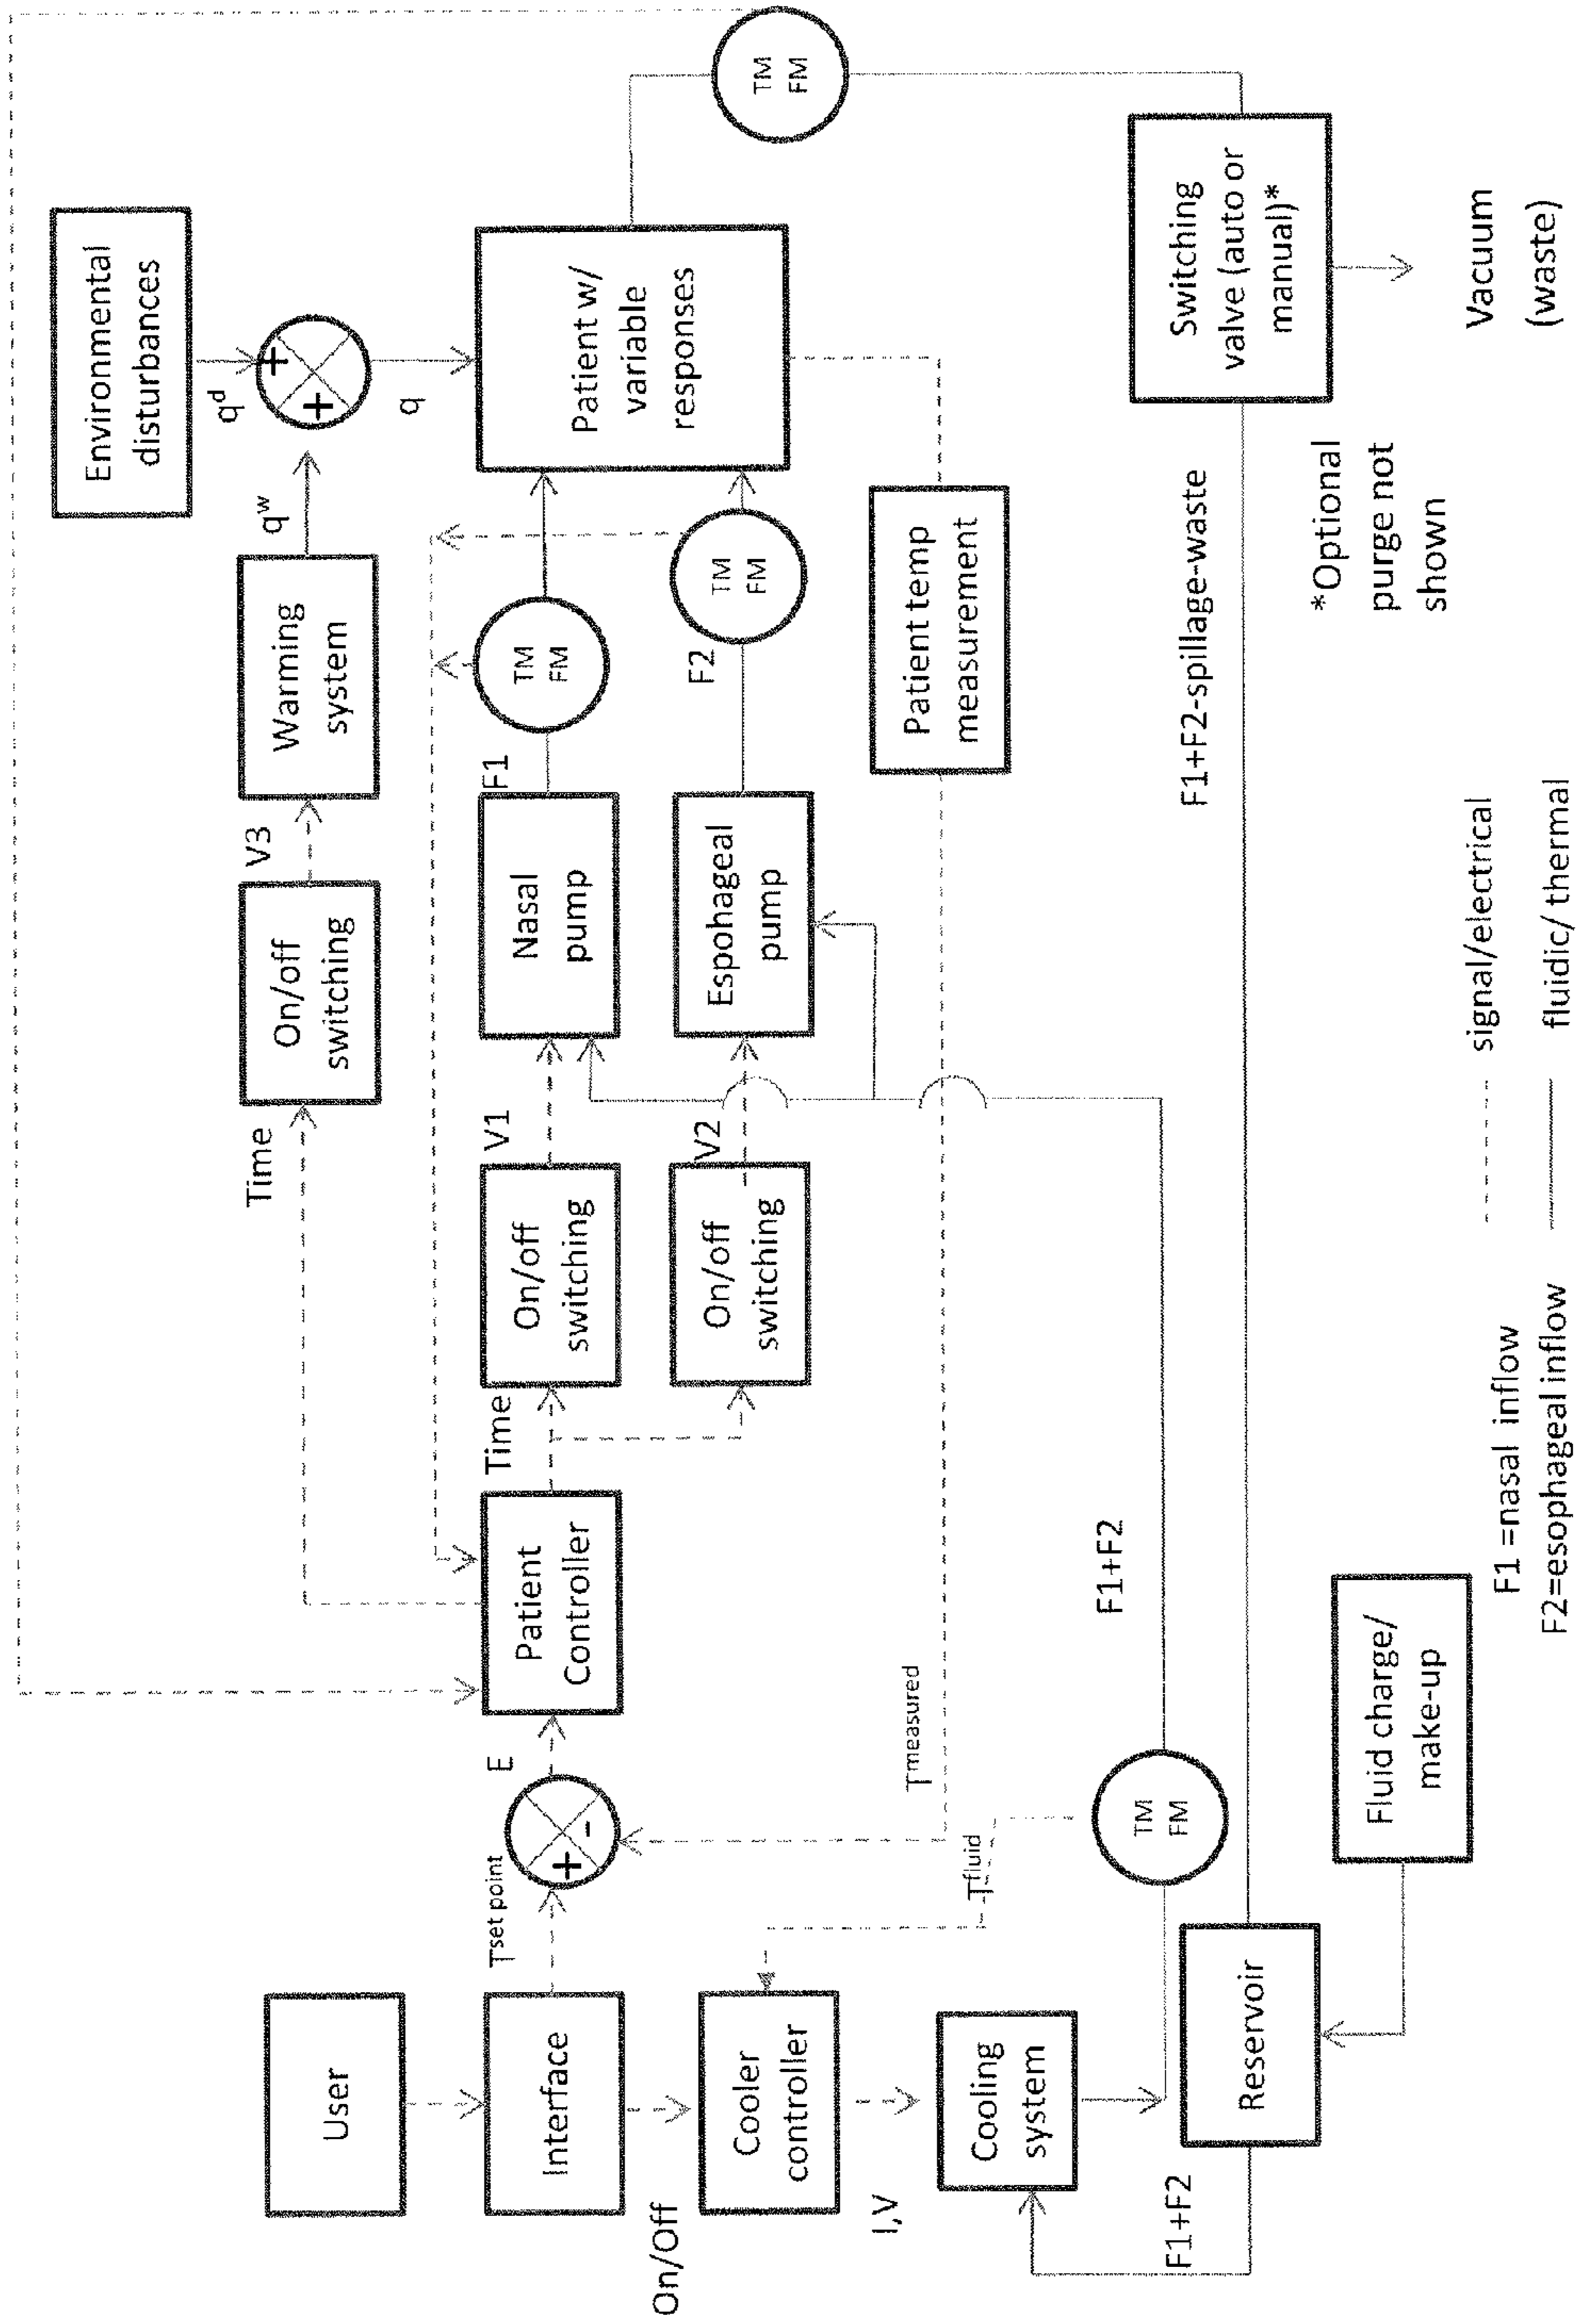 User
Interface
T^set point
E
Patient
Controller
Time
On/off
switching
V1
Nasal
pump
F1
TM
FM
Time
On/off
switching
V3
Warming
system
q^w
Environmental
disturbances
q^d
+
+
q
+
-
Patient w/
variable
responses
TM
FM
On/Off
Cooler
controller
On/off
switching
V2
Espohageal
pump
F2
TM
FM
T^fluid
T^measured
Patient temp
measurement
I,V
Cooling
system
F1+F2
TM
FM
F1+F2
Reservoir
F1+F2-spillage-waste
Switching
valve (auto or
manual)*
Fluid charge/
make-up
*Optional
purge not
shown
Vacuum
(waste)
F1 =nasal inflow
F2=esophageal inflow
signal/electrical
fluidic/ thermal